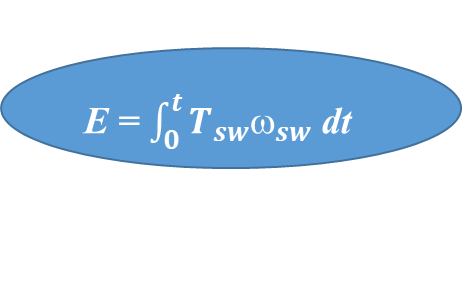 E = ∫₀ᵗ T_sw ω_sw dt